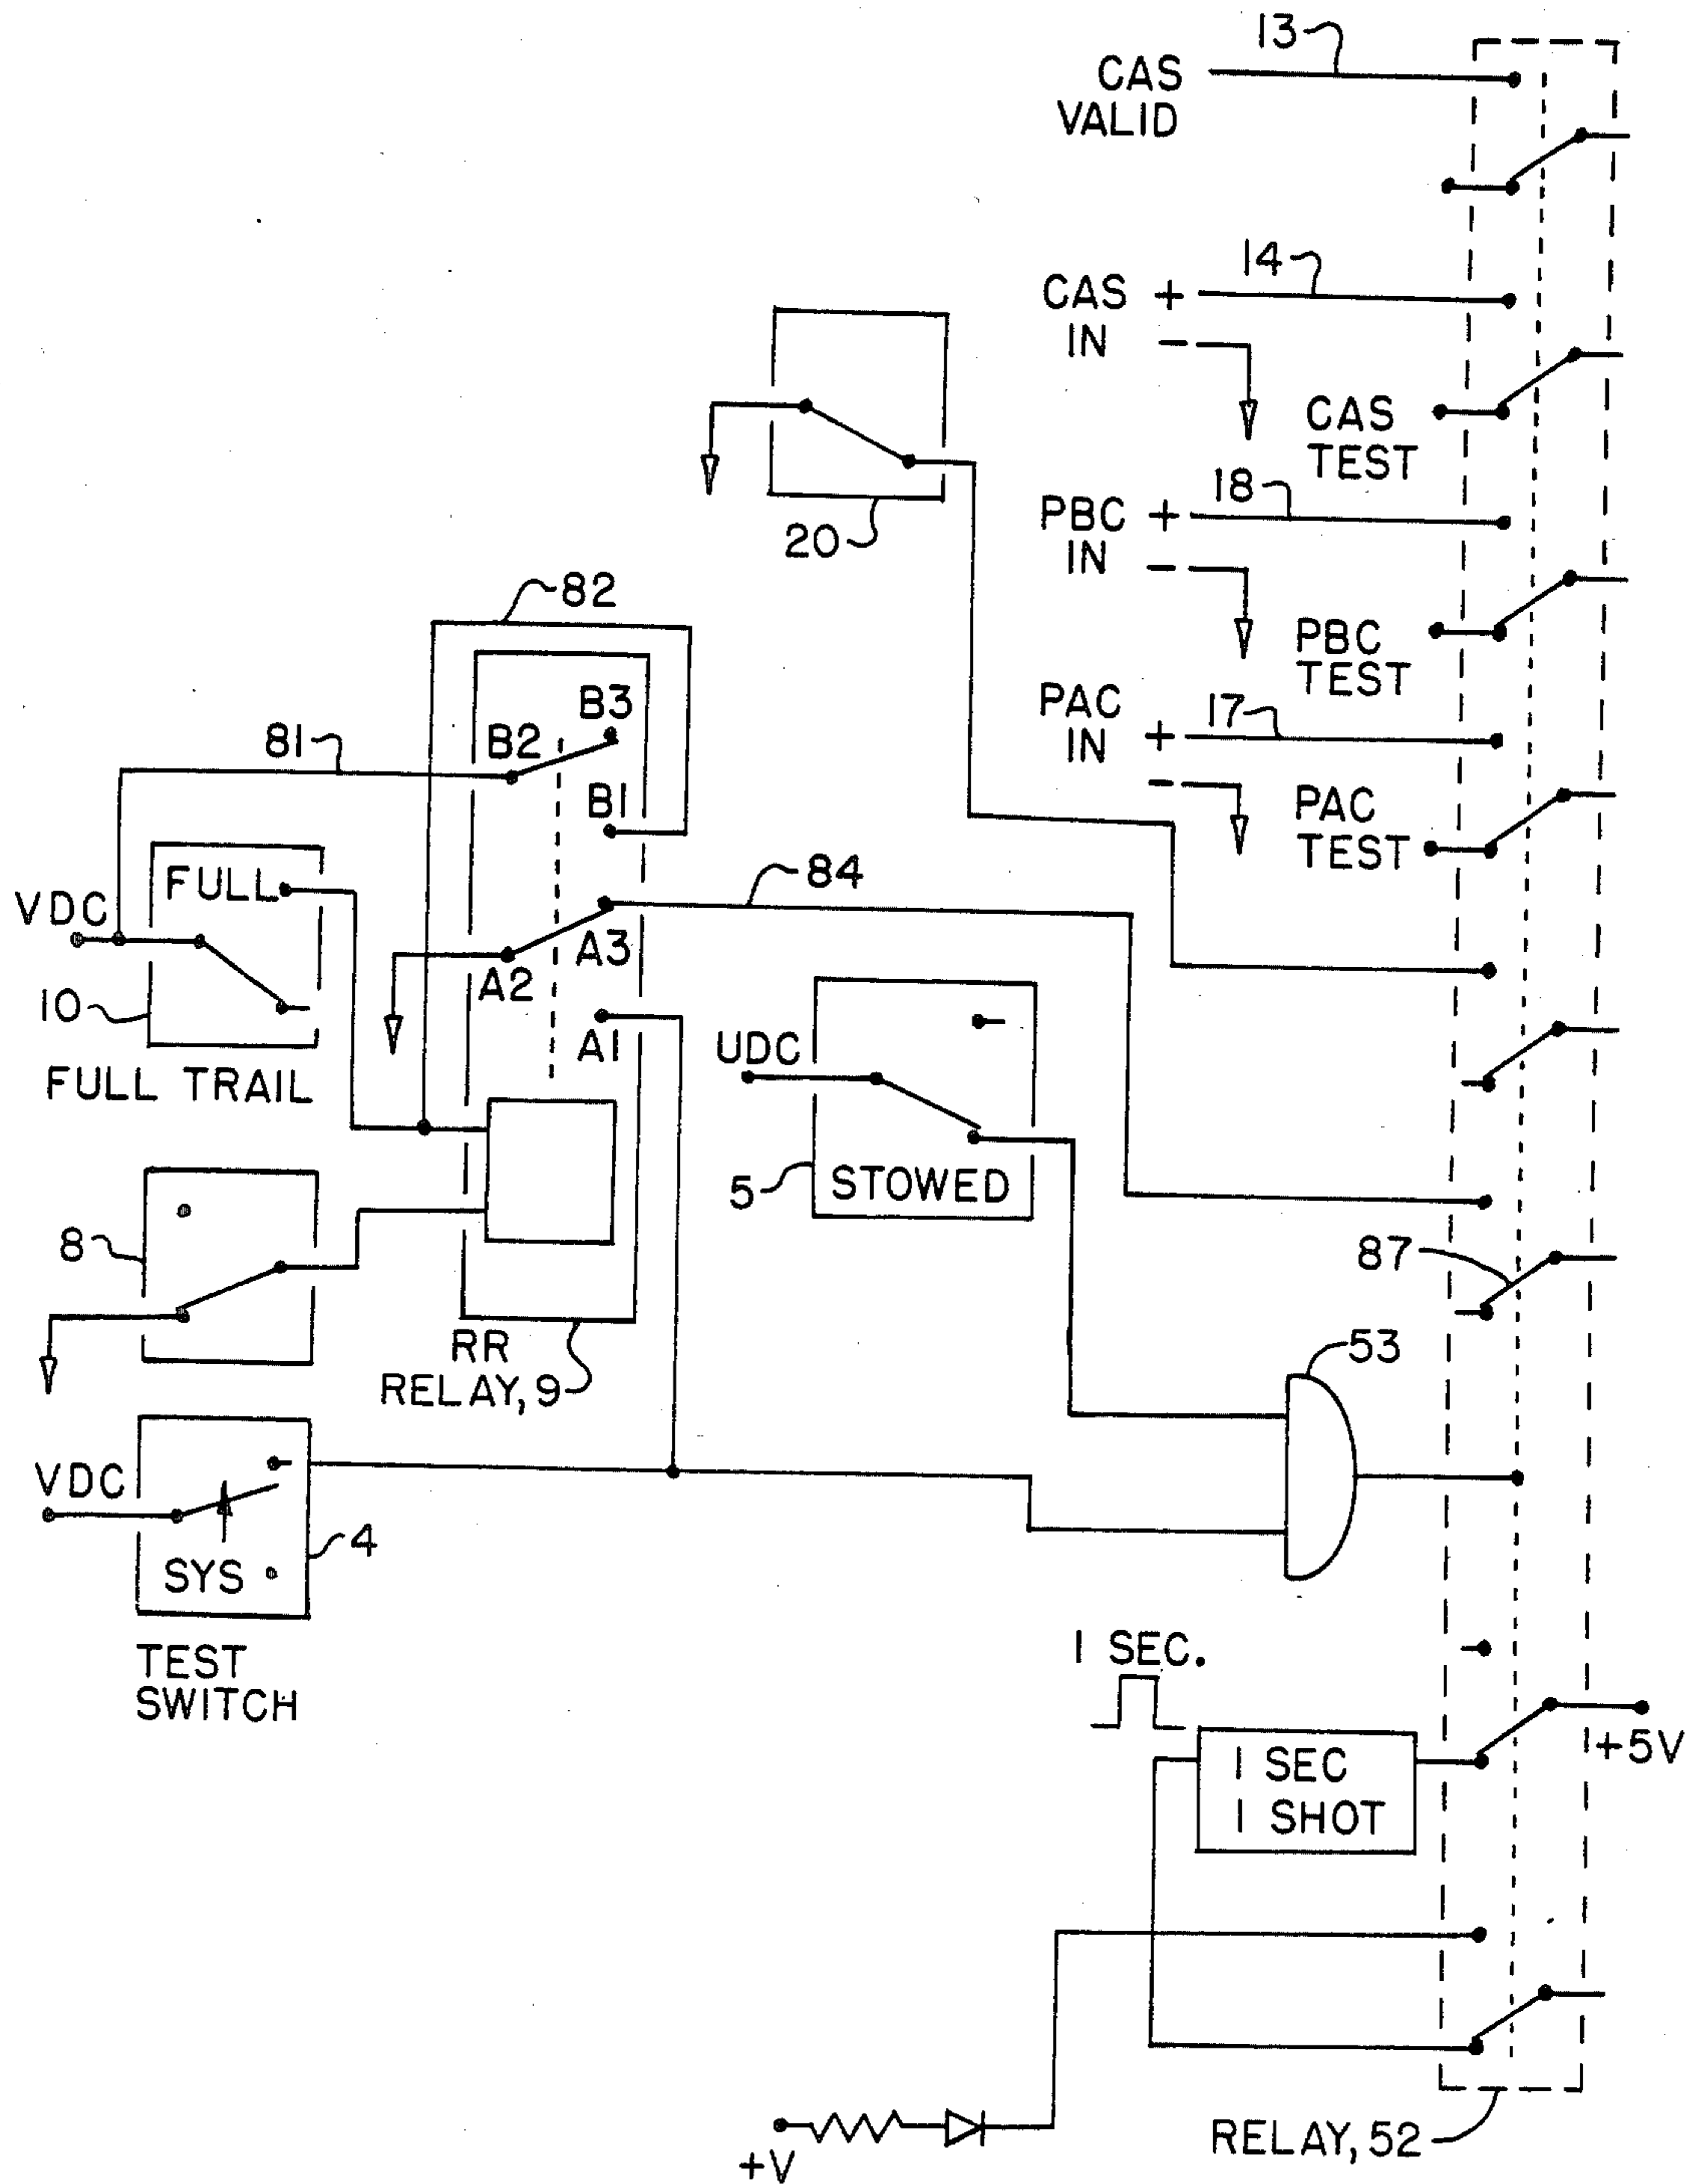 13
CAS
VALID
14
CAS +
IN -
CAS
TEST
18
PBC +
IN -
PBC
TEST
20
82
17
PAC
IN +
-
PAC
TEST
81
B3
B2
B1
84
FULL
VDC
A3
A2
10
A1
FULL TRAIL
UDC
5
STOWED
8
87
RR
RELAY, 9
53
VDC
SYS
4
TEST
SWITCH
1 SEC.
+5V
1 SEC
1 SHOT
+V
RELAY, 52